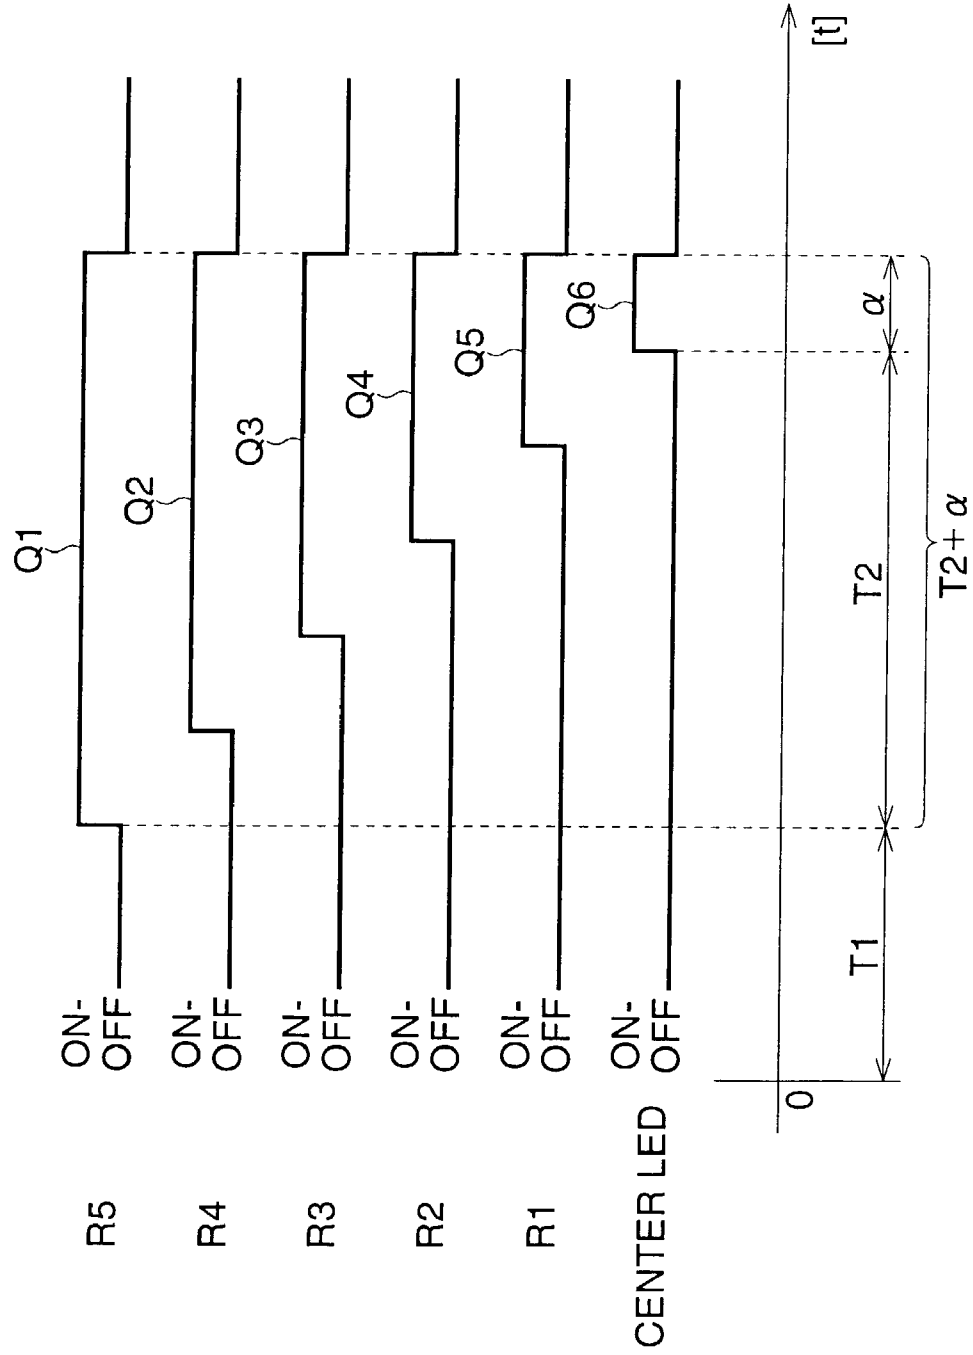 R5 ON- OFF Q1
R4 ON- OFF Q2
R3 ON- OFF Q3
R2 ON- OFF Q4
R1 ON- OFF Q5
CENTER LED ON- OFF Q6
0 [t]
T1 T2 α
T2+ α